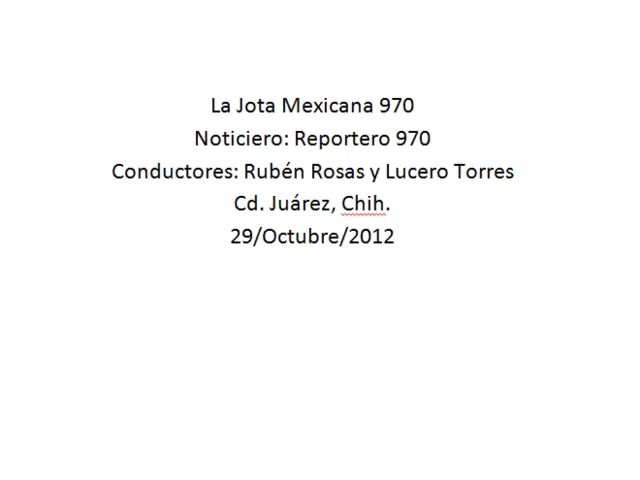 La Jota Mexicana 970
Noticiero: Reportero 970
Conductores: Rubén Rosas y Lucero Torres
Cd. Juárez, Chih.
29/Octubre/2012